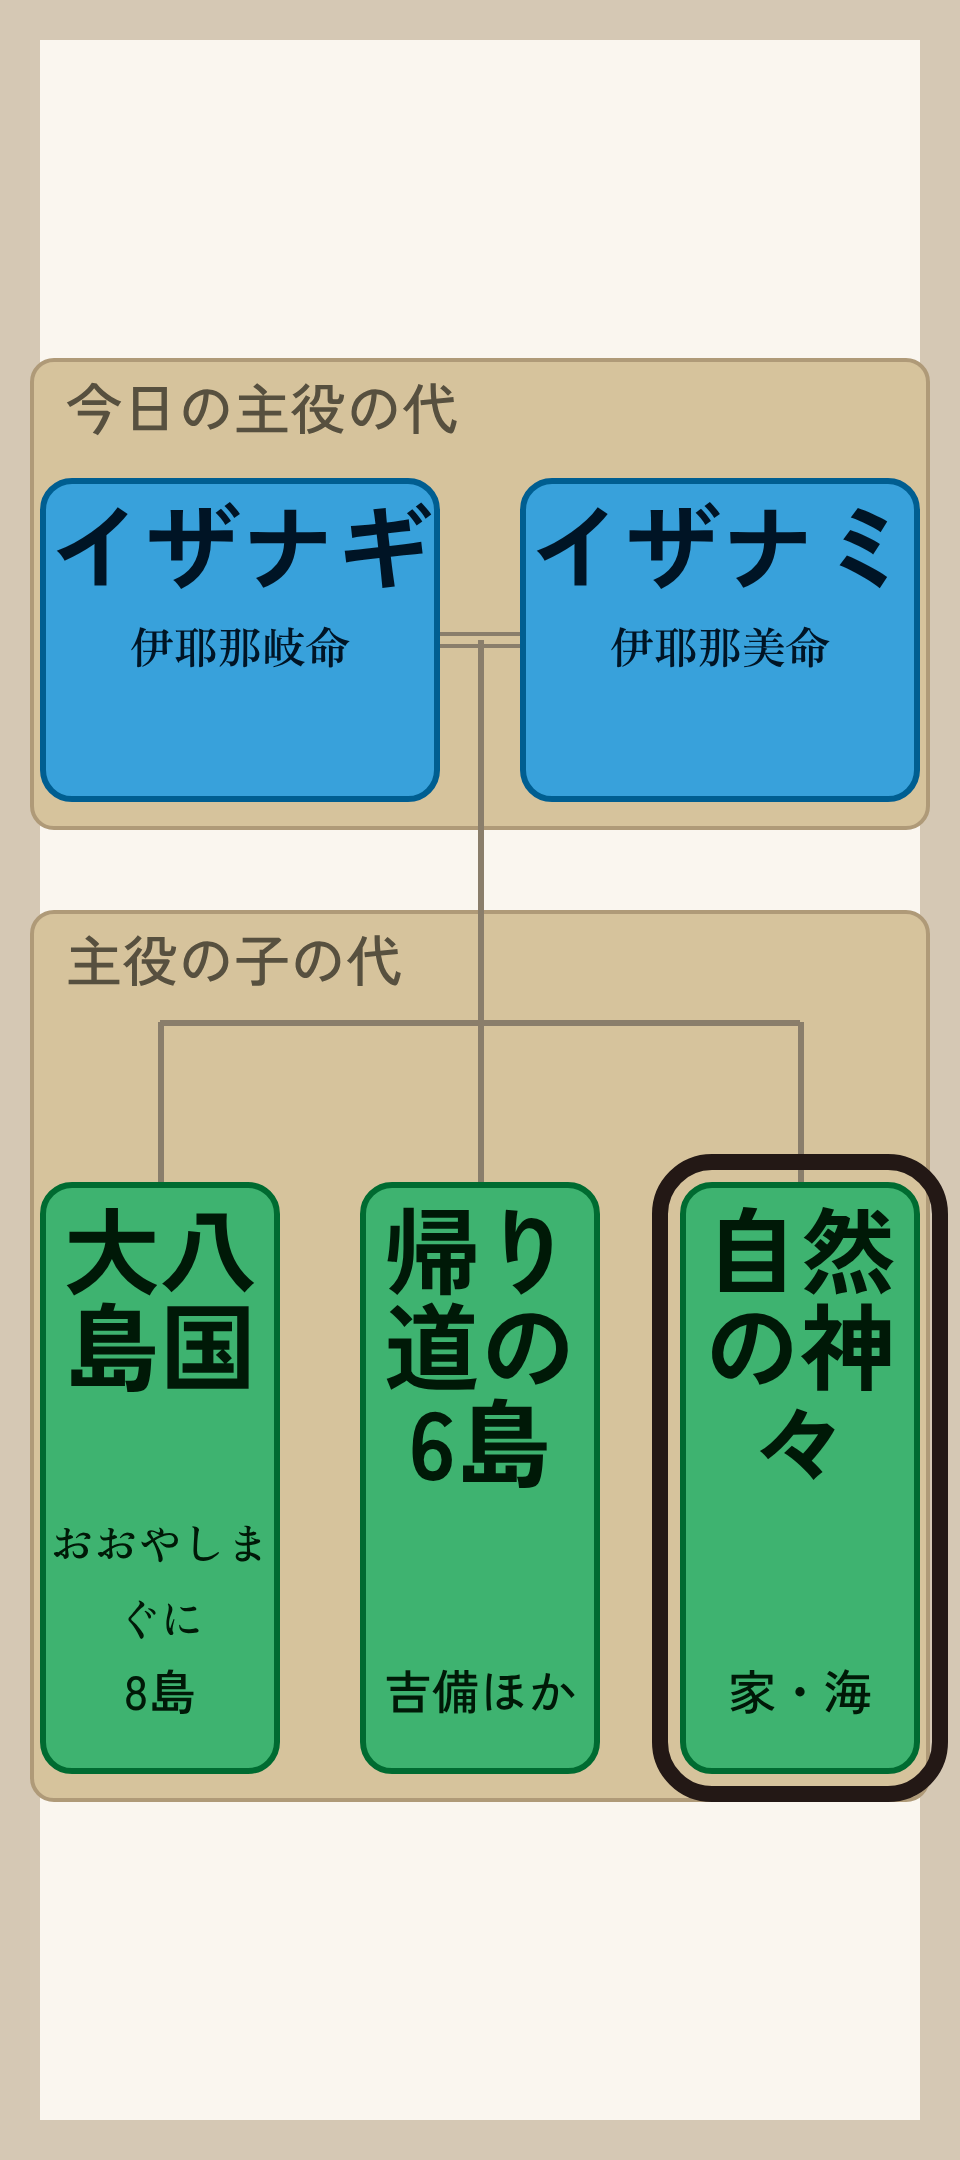 今日の主役の代
イザナギ
伊耶那岐命
イザナミ
伊耶那美命
主役の子の代
大八
島国
おおやしま
ぐに
8島
帰り
道の
6島
吉備ほか
自然
の神
々
家・海